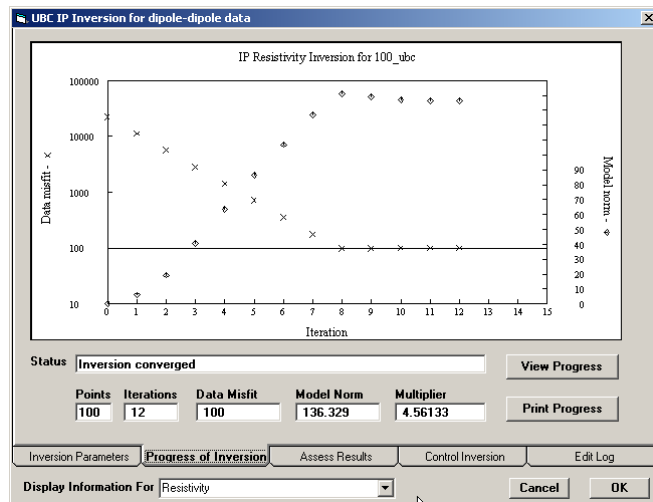 UBC IP Inversion for dipole-dipole data
IP Resistivity Inversion for 100_ubc
100000
10000
1000
100
10
Data misfit - ×
90
80
70
60
50
40
30
20
10
0
Model norm -
0 1 2 3 4 5 6 7 8 9 10 11 12 13 14 15
Iteration
Status Inversion converged View Progress
Points Iterations Data Misfit Model Norm Multiplier
100 12 100 136.329 4.56133 Print Progress
Inversion Parameters Progress of Inversion Assess Results Control Inversion Edit Log
Display Information For Resistivity Cancel OK